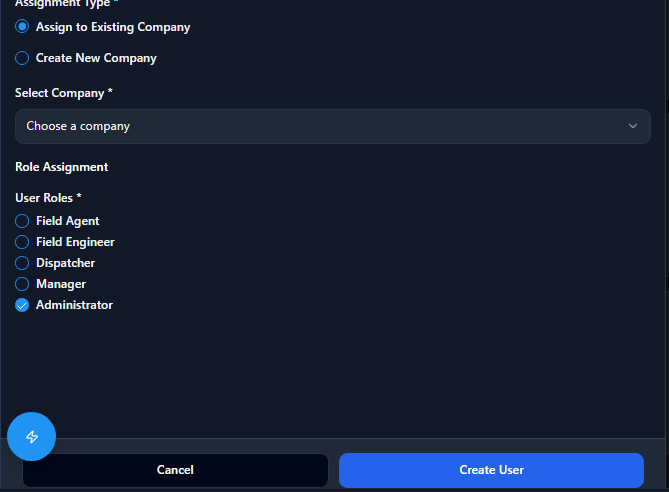 Assignment Type *
Assign to Existing Company
Create New Company
Select Company *
Choose a company
Role Assignment
User Roles *
Field Agent
Field Engineer
Dispatcher
Manager
Administrator
Cancel
Create User